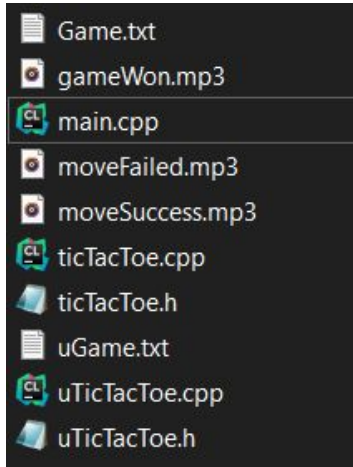 Game.txt
gameWon.mp3
main.cpp
moveFailed.mp3
moveSuccess.mp3
ticTacToe.cpp
ticTacToe.h
uGame.txt
uTicTacToe.cpp
uTicTacToe.h